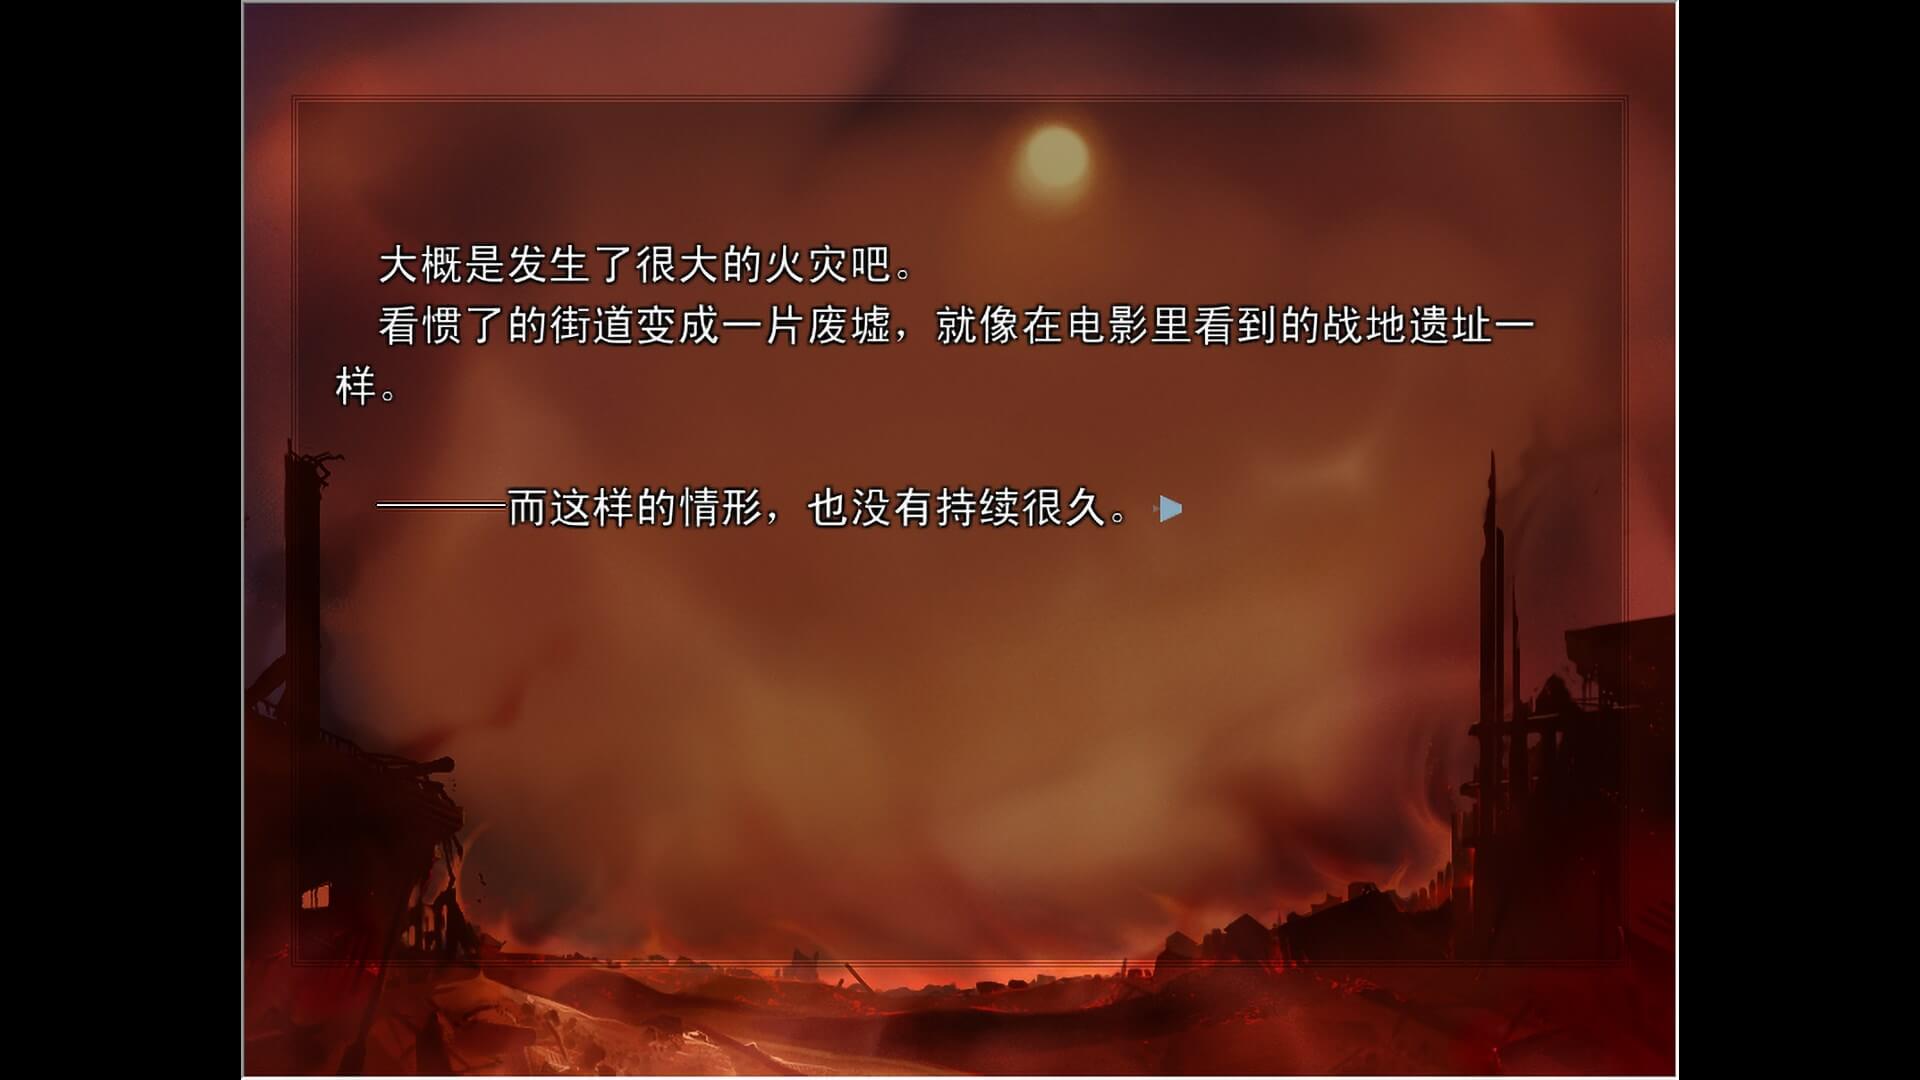 大概是发生了很大的火灾吧。
看惯了的街道变成一片废墟，就像在电影里看到的战地遗址一
样。
———而这样的情形，也没有持续很久。